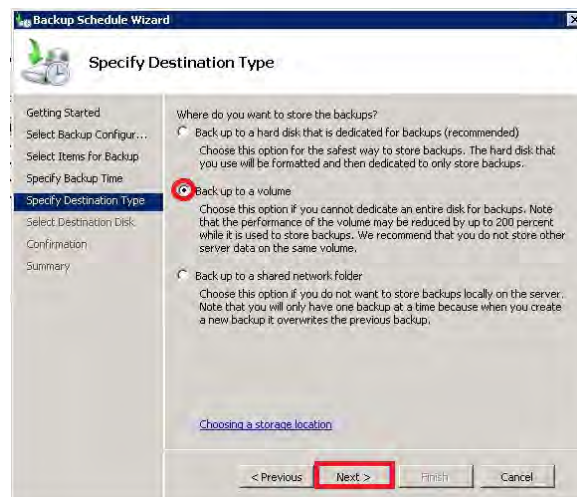 Backup Schedule Wizard
Specify Destination Type
Getting Started
Select Backup Configur...
Select Items for Backup
Specify Backup Time
Specify Destination Type
Select Destination Disk
Confirmation
Summary
Where do you want to store the backups?
Back up to a hard disk that is dedicated for backups (recommended)
Choose this option for the safest way to store backups. The hard disk that
you use will be formatted and then dedicated to only store backups.
Back up to a volume
Choose this option if you cannot dedicate an entire disk for backups. Note
that the performance of the volume may be reduced by up to 200 percent
while it is used to store backups. We recommend that you do not store other
server data on the same volume.
Back up to a shared network folder
Choose this option if you do not want to store backups locally on the server.
Note that you will only have one backup at a time because when you create
a new backup it overwrites the previous backup.
Choosing a storage location
< Previous Next > Finish Cancel